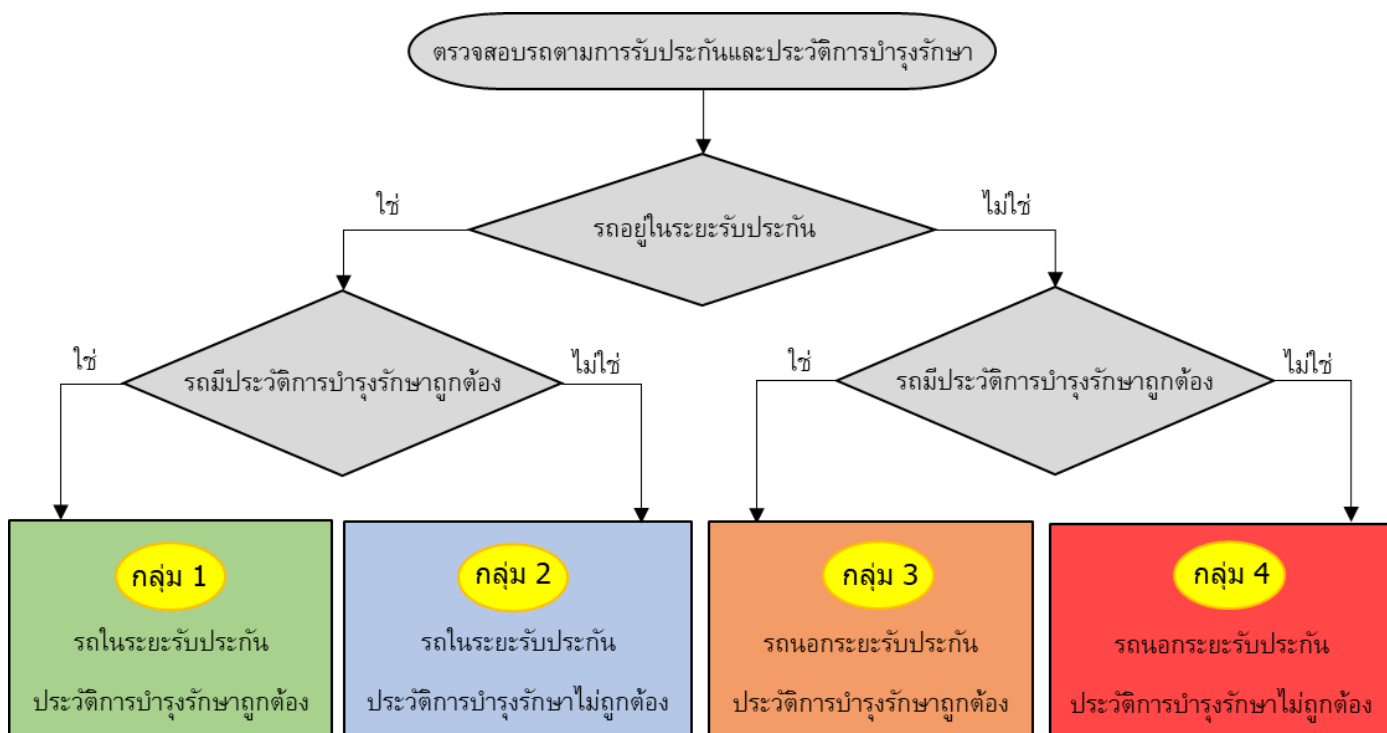 ตรวจสอบรถตามการรับประกันและประวัติการบำรุงรักษา
ใช่
ไม่ใช่
รถอยู่ในระยะรับประกัน
ใช่
ไม่ใช่
รถมีประวัติการบำรุงรักษาถูกต้อง
ใช่
ไม่ใช่
รถมีประวัติการบำรุงรักษาถูกต้อง
กลุ่ม 1
รถในระยะรับประกัน
ประวัติการบำรุงรักษาถูกต้อง
กลุ่ม 2
รถในระยะรับประกัน
ประวัติการบำรุงรักษาไม่ถูกต้อง
กลุ่ม 3
รถนอกระยะรับประกัน
ประวัติการบำรุงรักษาถูกต้อง
กลุ่ม 4
รถนอกระยะรับประกัน
ประวัติการบำรุงรักษาไม่ถูกต้อง